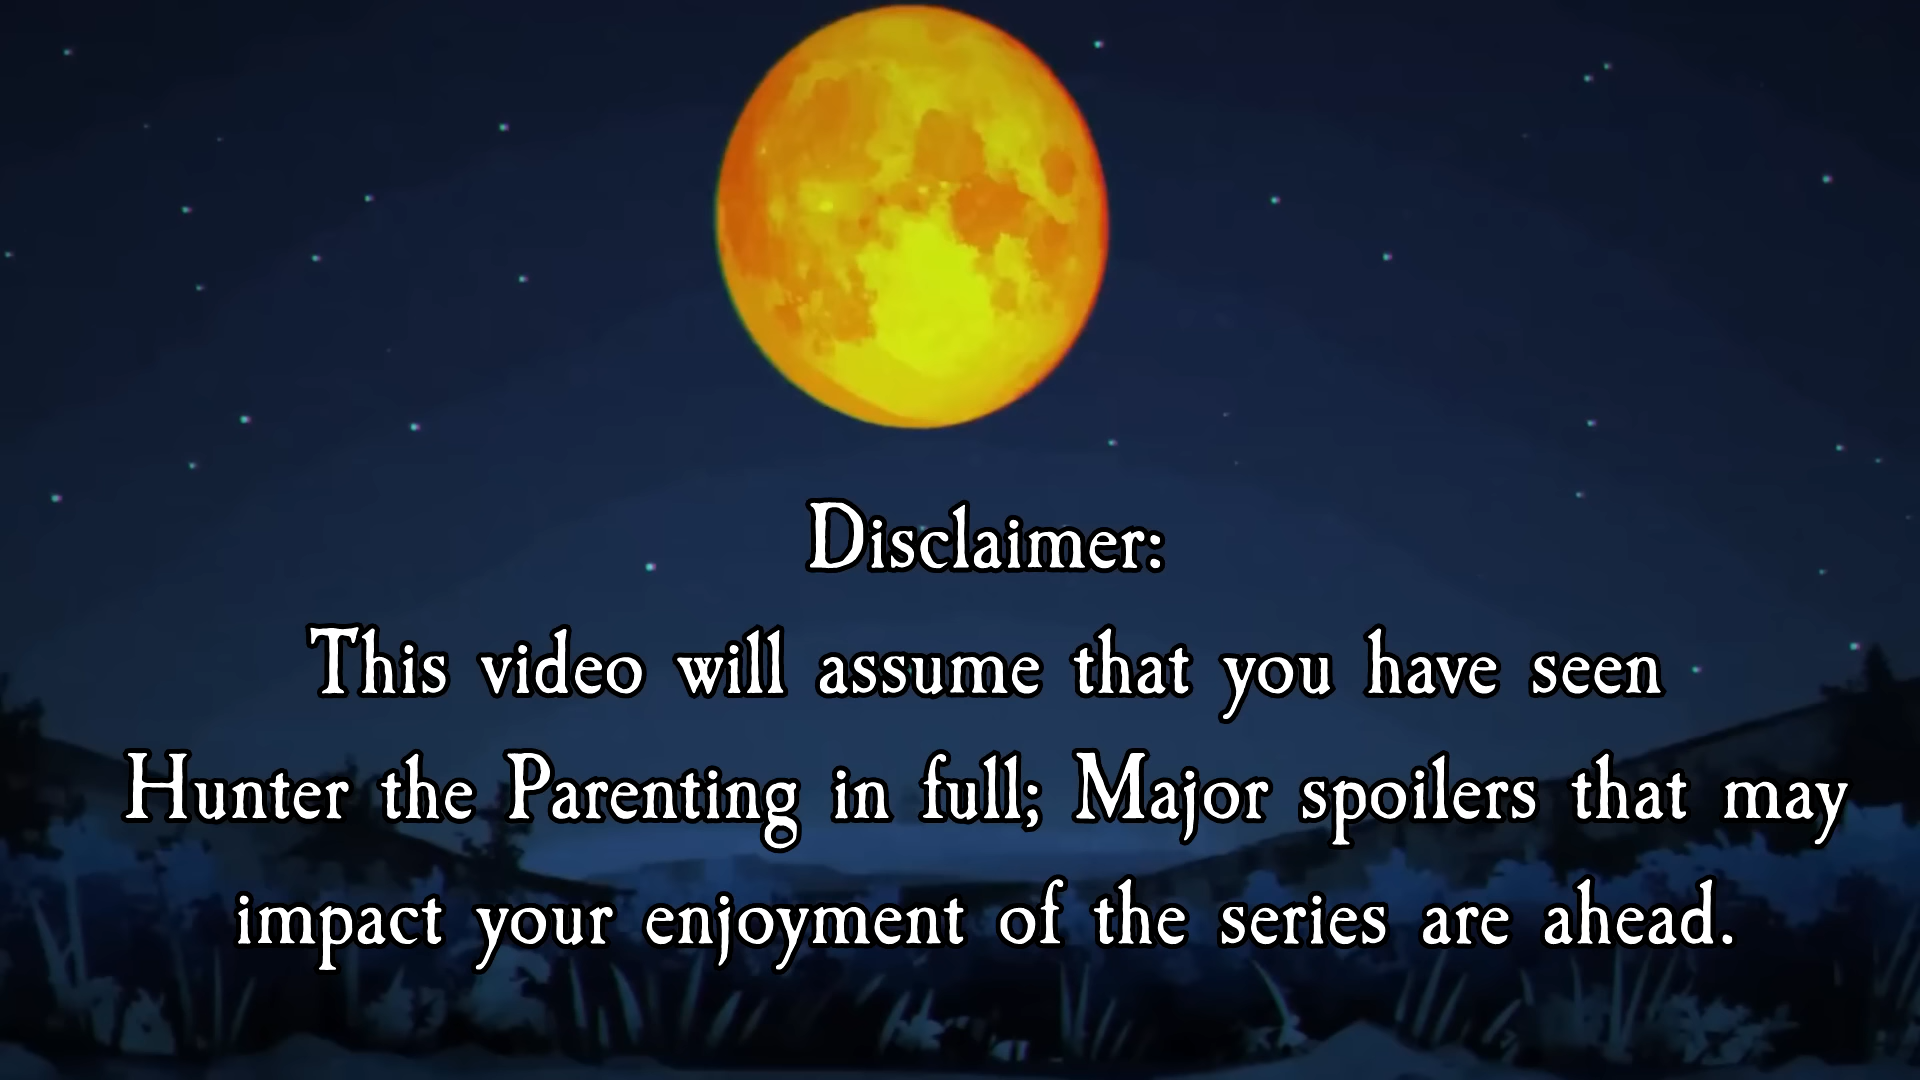 Disclaimer:
This video will assume that you have seen
Hunter the Parenting in full; Major spoilers that may
impact your enjoyment of the series are ahead.